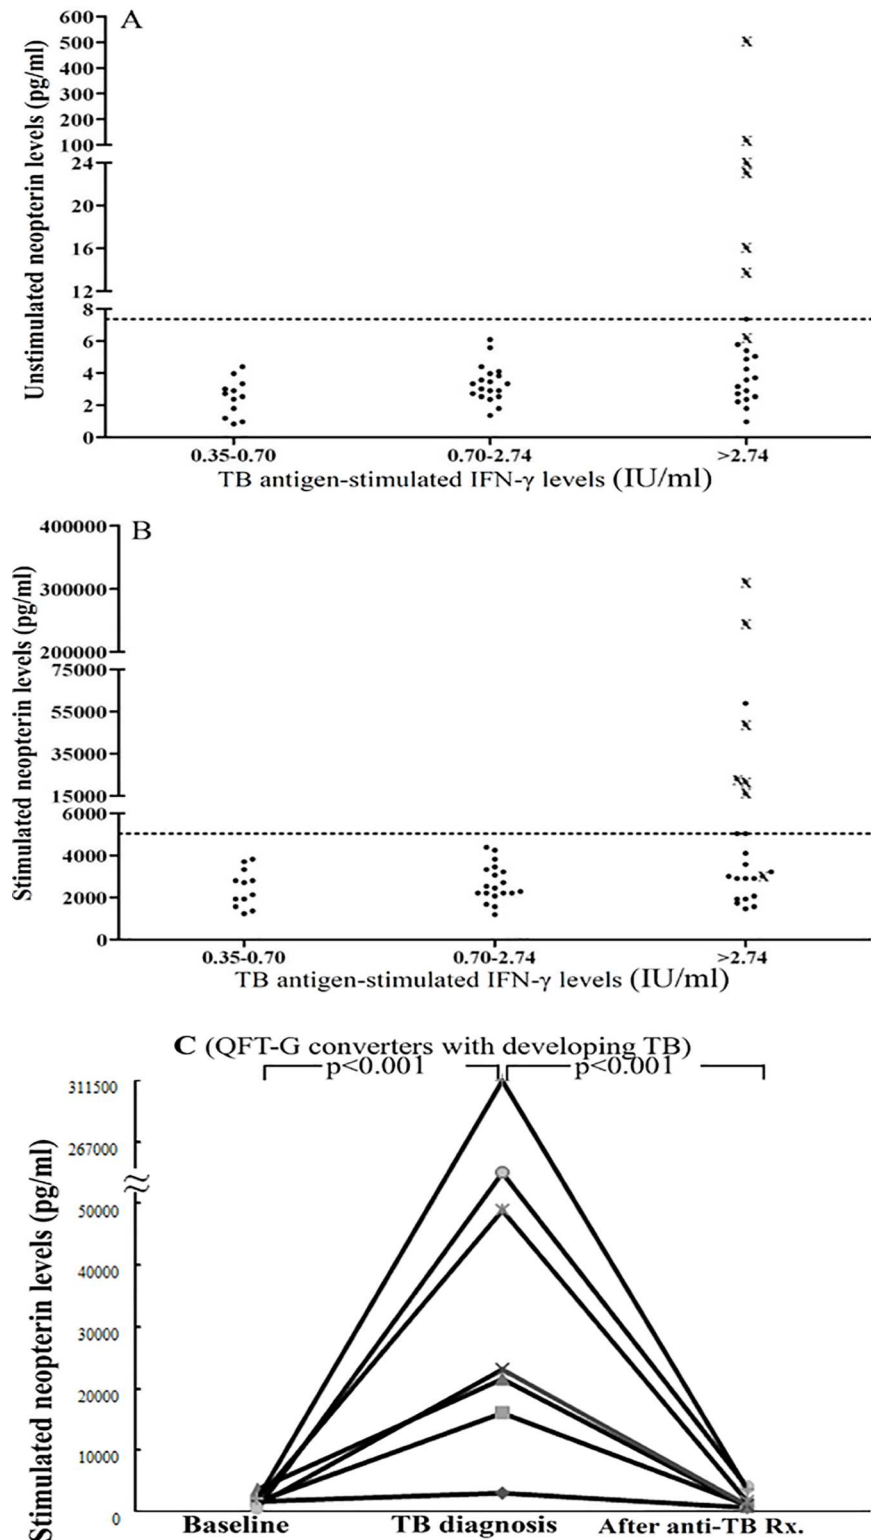 A
Unstimulated neopterin levels (pg/ml)
600
500
400
300
200
100
24
20
16
12
8
6
4
2
0
0.35-0.70 0.70-2.74 >2.74
TB antigen-stimulated IFN-γ levels (IU/ml)
B
Stimulated neopterin levels (pg/ml)
400000
300000
200000
75000
55000
35000
15000
6000
4000
2000
0
0.35-0.70 0.70-2.74 >2.74
TB antigen-stimulated IFN-γ levels (IU/ml)
C (QFT-G converters with developing TB)
p<0.001 p<0.001
Stimulated neopterin levels (pg/ml)
311500
267000
50000
40000
30000
20000
10000
0
Baseline TB diagnosis After anti-TB Rx.